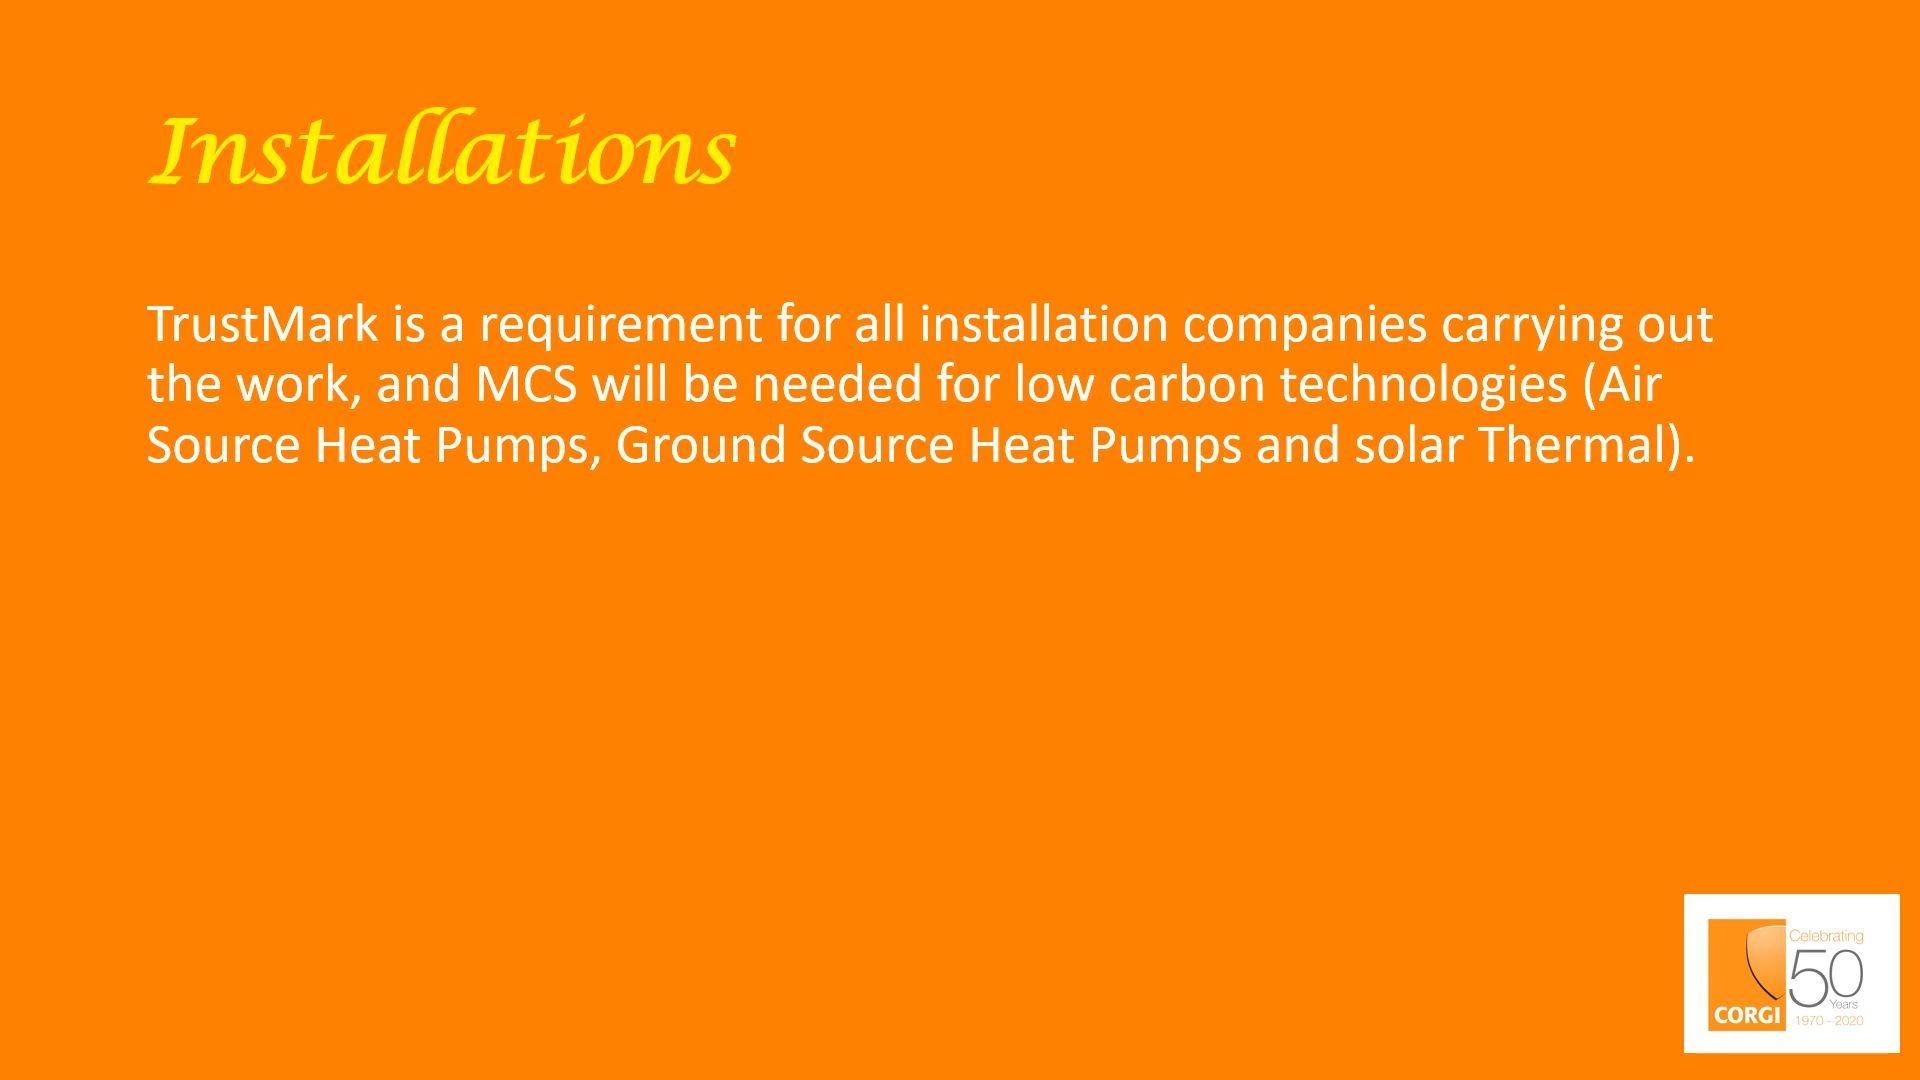 Installations
TrustMark is a requirement for all installation companies carrying out
the work, and MCS will be needed for low carbon technologies (Air
Source Heat Pumps, Ground Source Heat Pumps and solar Thermal).
Celebrating
50
Years
CORGI
1970 - 2020